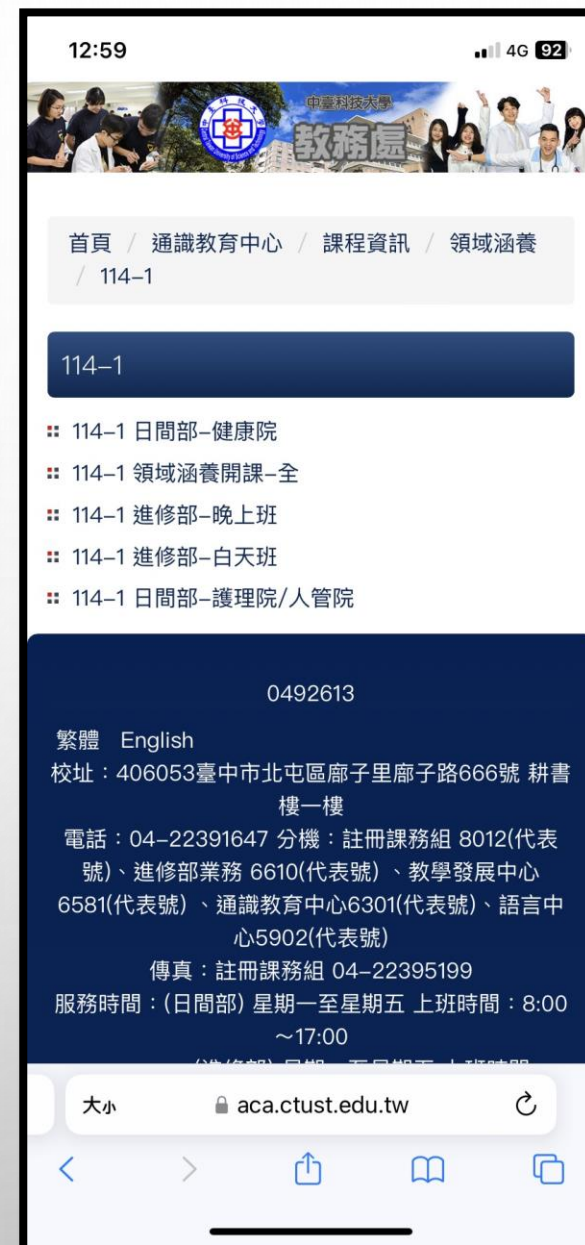 12:59
4G 92
中臺科技大學
教務處
首頁 / 通識教育中心 / 課程資訊 / 領域涵養
/ 114–1
114–1
114–1 日間部–健康院
114–1 領域涵養開課–全
114–1 進修部–晚上班
114–1 進修部–白天班
114–1 日間部–護理院/人管院
0492613
繁體 English
校址：406053臺中市北屯區廍子里廍子路666號 耕書
樓一樓
電話：04–22391647 分機：註冊課務組 8012(代表
號)、進修部業務 6610(代表號) 、教學發展中心
6581(代表號) 、通識教育中心6301(代表號)、語言中
心5902(代表號)
傳真：註冊課務組 04–22395199
服務時間：(日間部) 星期一至星期五 上班時間：8:00
～17:00
大小 aca.ctust.edu.tw